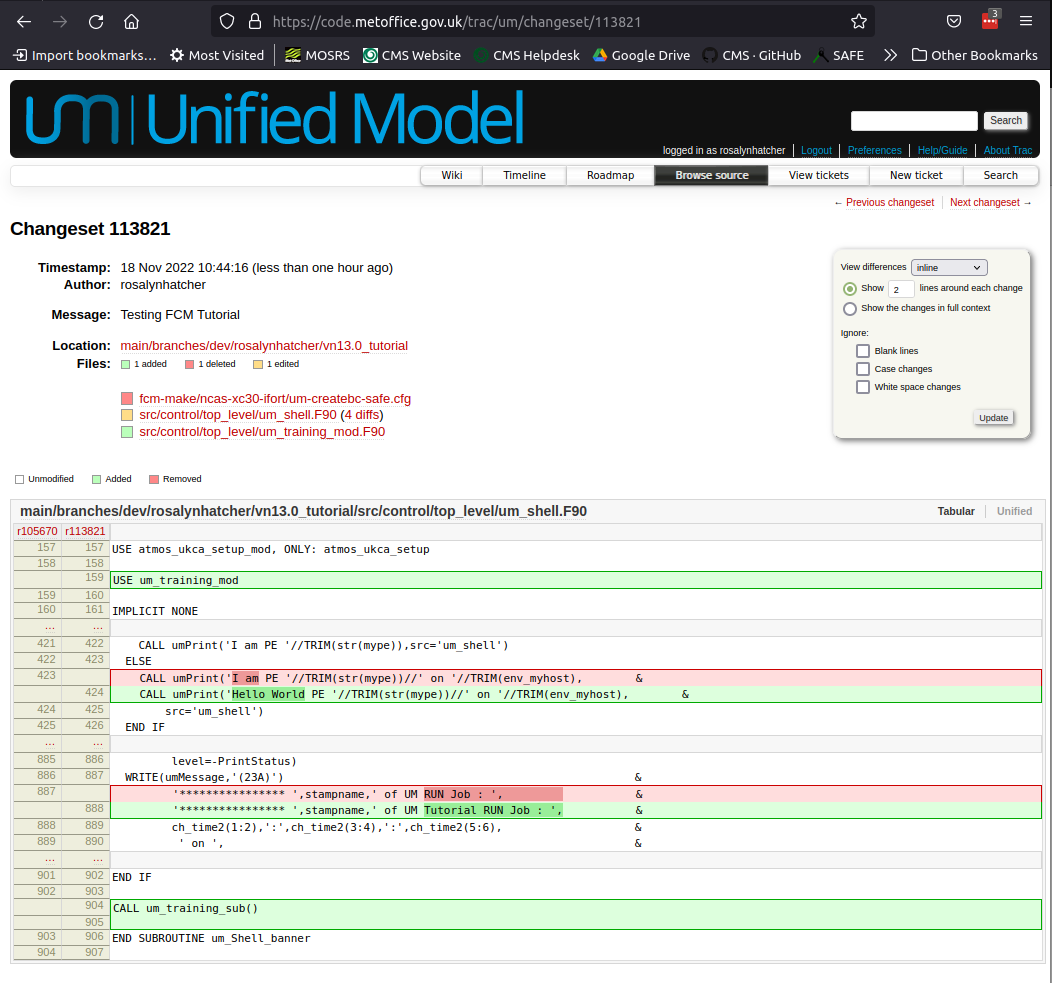 https://code.metoffice.gov.uk/trac/um/changeset/113821
3
Import bookmarks... Most Visited MOSRS CMS Website CMS Helpdesk Google Drive CMS · GitHub SAFE Other Bookmarks
um Unified Model
Search
logged in as rosalynhatcher Logout Preferences Help/Guide About Trac
Wiki Timeline Roadmap Browse source View tickets New ticket Search
← Previous changeset Next changeset →
Changeset 113821
Timestamp: 18 Nov 2022 10:44:16 (less than one hour ago)
Author: rosalynhatcher
Message: Testing FCM Tutorial
Location: main/branches/dev/rosalynhatcher/vn13.0_tutorial
Files: 1 added 1 deleted 1 edited
fcm-make/ncas-xc30-ifort/um-createbc-safe.cfg
src/control/top_level/um_shell.F90 (4 diffs)
src/control/top_level/um_training_mod.F90
View differences inline
Show 2 lines around each change
Show the changes in full context
Ignore:
Blank lines
Case changes
White space changes
Update
Unmodified Added Removed
main/branches/dev/rosalynhatcher/vn13.0_tutorial/src/control/top_level/um_shell.F90 Tabular Unified
r105670 r113821
157 157 USE atmos_ukca_setup_mod, ONLY: atmos_ukca_setup
158 158
159 USE um_training_mod
159 160
160 161 IMPLICIT NONE
… …
421 422 CALL umPrint('I am PE '//TRIM(str(mype)),src='um_shell')
422 423 ELSE
423 CALL umPrint('I am PE '//TRIM(str(mype))//' on '//TRIM(env_myhost), &
424 CALL umPrint('Hello World PE '//TRIM(str(mype))//' on '//TRIM(env_myhost), &
424 425 src='um_shell')
425 426 END IF
… …
885 886 level=-PrintStatus)
886 887 WRITE(umMessage,'(23A)') &
887 '**************** ',stampname,' of UM RUN Job : ', &
888 '**************** ',stampname,' of UM Tutorial RUN Job : ', &
888 889 ch_time2(1:2),':',ch_time2(3:4),':',ch_time2(5:6), &
889 890 ' on ', &
… …
901 902 END IF
902 903
904 CALL um_training_sub()
905
903 906 END SUBROUTINE um_Shell_banner
904 907